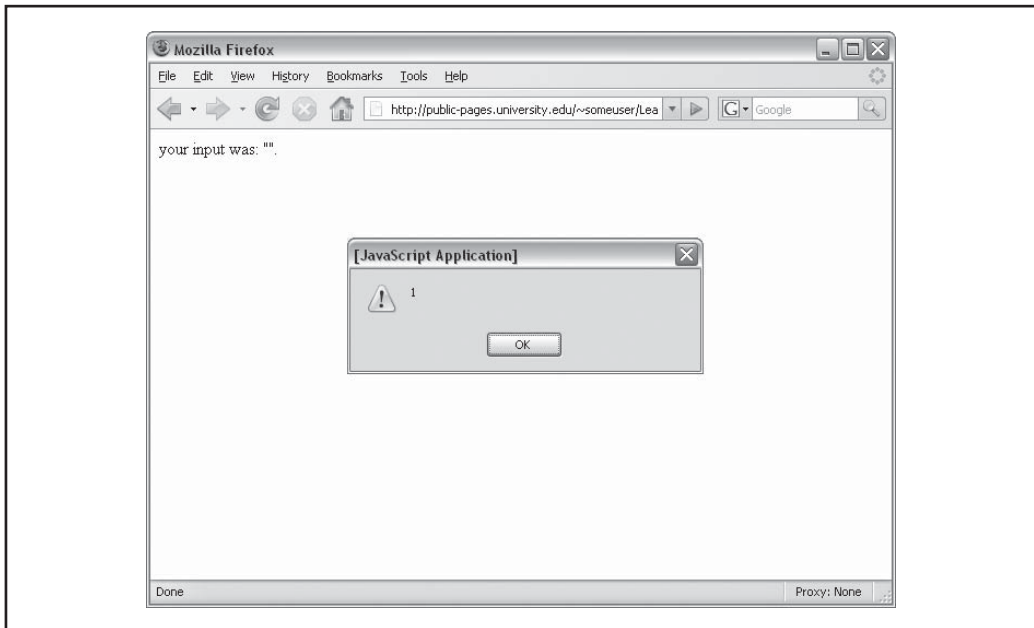 Mozilla Firefox
File Edit View History Bookmarks Tools Help
http://public-pages.university.edu/~someuser/Lea G Google
your input was: "".
[JavaScript Application]
1
OK
Done Proxy: None